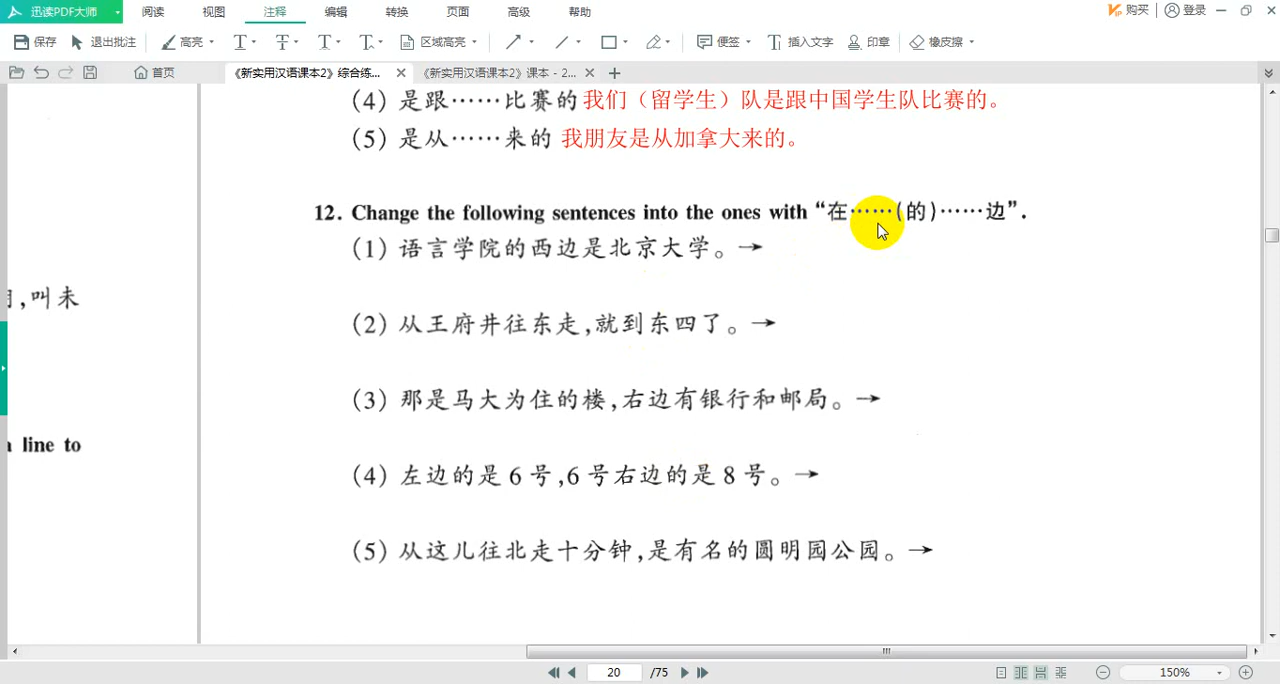 迅读PDF大师 阅读 视图 注释 编辑 转换 页面 高级 帮助 购买 登录
保存 退出批注 高亮 区域高亮 便签 插入文字 印章 橡皮擦
首页 《新实用汉语课本2》综合练... 《新实用汉语课本2》课本 - 2...
(4) 是跟……比赛的 我们（留学生）队是跟中国学生队比赛的。
(5) 是从……来的 我朋友是从加拿大来的。
12. Change the following sentences into the ones with “在……(的)……边”.
(1) 语言学院的西边是北京大学。→
,叫未
(2) 从王府井往东走,就到东四了。→
(3) 那是马大为住的楼,右边有银行和邮局。→
line to
(4) 左边的是 6 号,6 号右边的是 8 号。→
(5) 从这儿往北走十分钟,是有名的圆明园公园。→
20 /75 150%